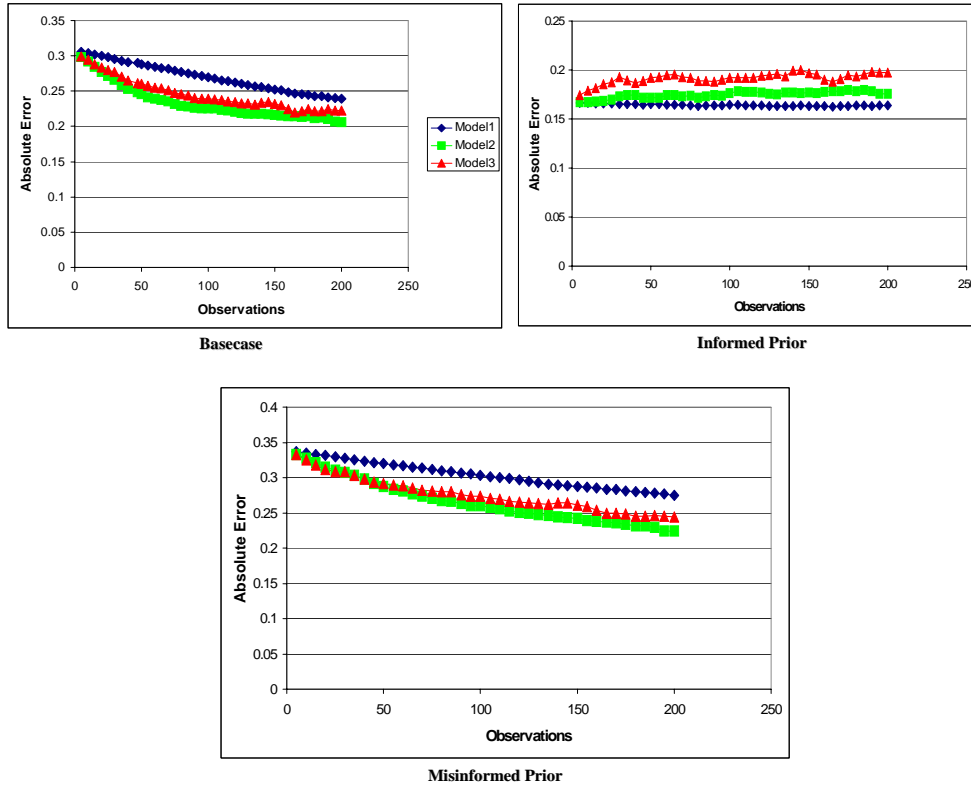 0.35
0.3
0.25
0.2
0.15
0.1
0.05
0
0 50 100 150 200 250
Absolute Error
Observations
Model1
Model2
Model3
Basecase
0.25
0.2
0.15
0.1
0.05
0
0 50 100 150 200 250
Absolute Error
Observations
Informed Prior
0.4
0.35
0.3
0.25
0.2
0.15
0.1
0.05
0
0 50 100 150 200 250
Absolute Error
Observations
Misinformed Prior